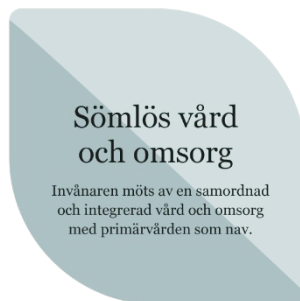 Sömlös vård
och omsorg
Invånaren möts av en samordnad
och integrerad vård och omsorg
med primärvården som nav.